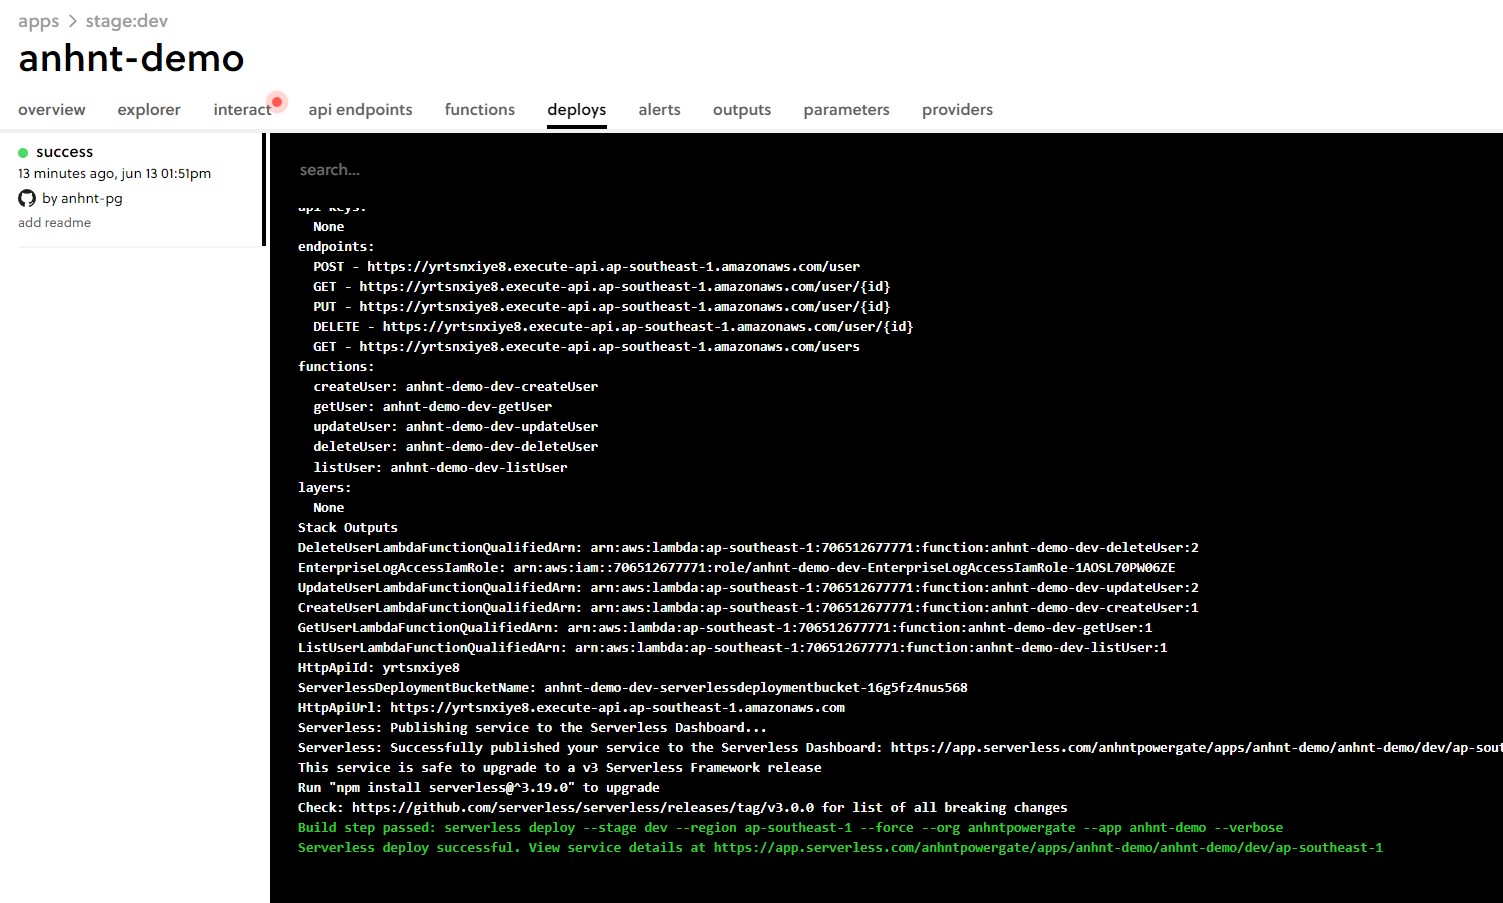 apps > stage:dev
anhnt-demo
overview explorer interact api endpoints functions deploys alerts outputs parameters providers
success
13 minutes ago, jun 13 01:51pm
by anhnt-pg
add readme
search...
api keys:
None
endpoints:
POST - https://yrtsnxiye8.execute-api.ap-southeast-1.amazonaws.com/user
GET - https://yrtsnxiye8.execute-api.ap-southeast-1.amazonaws.com/user/{id}
PUT - https://yrtsnxiye8.execute-api.ap-southeast-1.amazonaws.com/user/{id}
DELETE - https://yrtsnxiye8.execute-api.ap-southeast-1.amazonaws.com/user/{id}
GET - https://yrtsnxiye8.execute-api.ap-southeast-1.amazonaws.com/users
functions:
createUser: anhnt-demo-dev-createUser
getUser: anhnt-demo-dev-getUser
updateUser: anhnt-demo-dev-updateUser
deleteUser: anhnt-demo-dev-deleteUser
listUser: anhnt-demo-dev-listUser
layers:
None
Stack Outputs
DeleteUserLambdaFunctionQualifiedArn: arn:aws:lambda:ap-southeast-1:706512677771:function:anhnt-demo-dev-deleteUser:2
EnterpriseLogAccessIamRole: arn:aws:iam::706512677771:role/anhnt-demo-dev-EnterpriseLogAccessIamRole-1AOSL70PW06ZE
UpdateUserLambdaFunctionQualifiedArn: arn:aws:lambda:ap-southeast-1:706512677771:function:anhnt-demo-dev-updateUser:2
CreateUserLambdaFunctionQualifiedArn: arn:aws:lambda:ap-southeast-1:706512677771:function:anhnt-demo-dev-createUser:1
GetUserLambdaFunctionQualifiedArn: arn:aws:lambda:ap-southeast-1:706512677771:function:anhnt-demo-dev-getUser:1
ListUserLambdaFunctionQualifiedArn: arn:aws:lambda:ap-southeast-1:706512677771:function:anhnt-demo-dev-listUser:1
HttpApiId: yrtsnxiye8
ServerlessDeploymentBucketName: anhnt-demo-dev-serverlessdeploymentbucket-16g5fz4nus568
HttpApiUrl: https://yrtsnxiye8.execute-api.ap-southeast-1.amazonaws.com
Serverless: Publishing service to the Serverless Dashboard...
Serverless: Successfully published your service to the Serverless Dashboard: https://app.serverless.com/anhntpowergate/apps/anhnt-demo/anhnt-demo/dev/ap-sout
This service is safe to upgrade to a v3 Serverless Framework release
Run "npm install serverless@^3.19.0" to upgrade
Check: https://github.com/serverless/serverless/releases/tag/v3.0.0 for list of all breaking changes
Build step passed: serverless deploy --stage dev --region ap-southeast-1 --force --org anhntpowergate --app anhnt-demo --verbose
Serverless deploy successful. View service details at https://app.serverless.com/anhntpowergate/apps/anhnt-demo/anhnt-demo/dev/ap-southeast-1